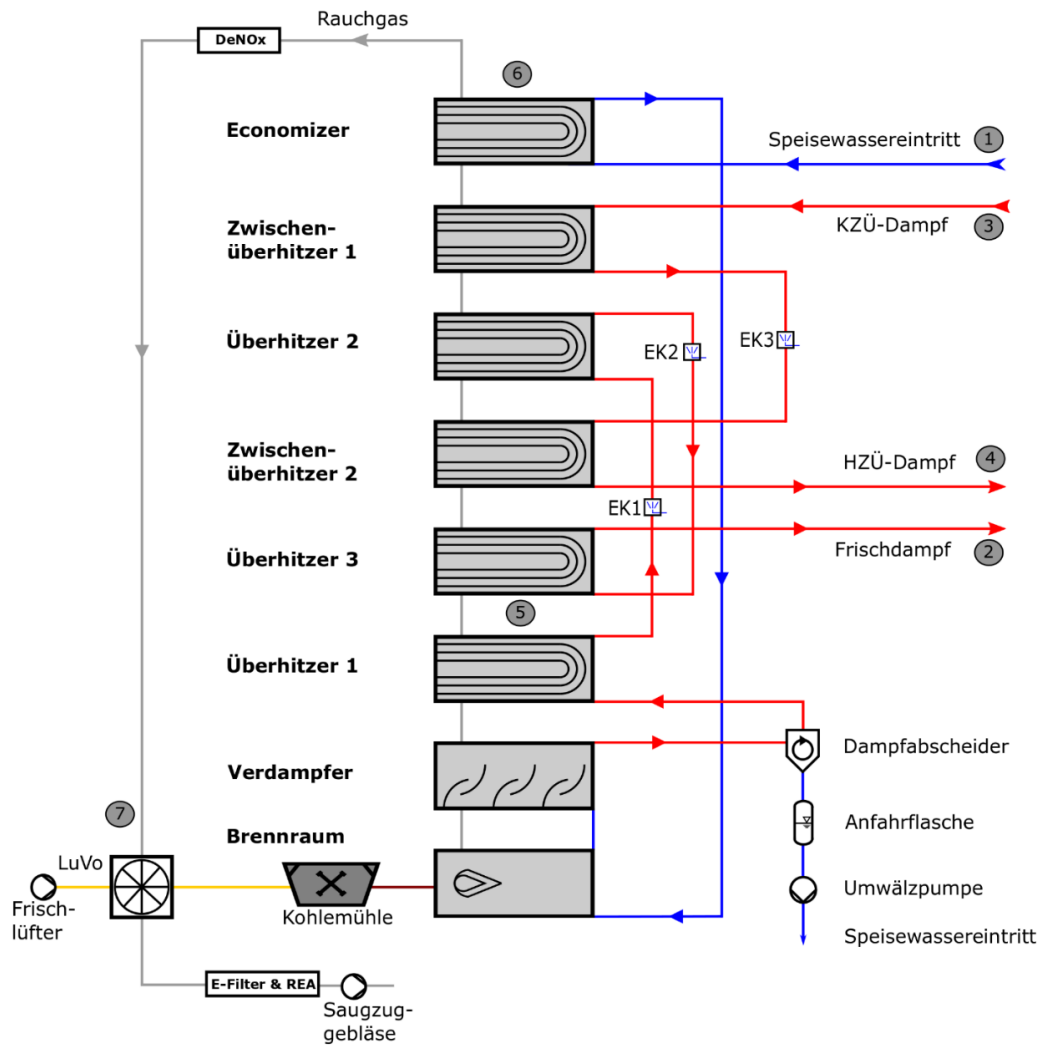 Rauchgas
DeNOx
6
Economizer
Speisewassereintritt
1
Zwischen-
überhitzer 1
KZÜ-Dampf
3
Überhitzer 2
EK2
EK3
Zwischen-
überhitzer 2
HZÜ-Dampf
4
EK1
Überhitzer 3
Frischdampf
2
5
Überhitzer 1
Verdampfer
Dampfabscheider
7
Brennraum
Anfahrflasche
LuVo
Frisch-
lüfter
Kohlemühle
Umwälzpumpe
Speisewassereintritt
E-Filter & REA
Saugzug-
gebläse